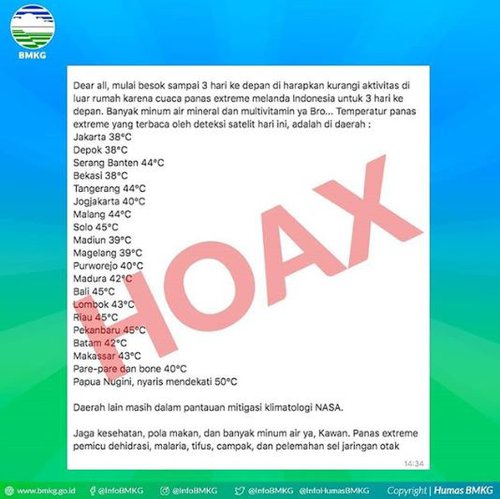 BMKG
Dear all, mulai besok sampai 3 hari ke depan di harapkan kurangi aktivitas di
luar rumah karena cuaca panas extreme melanda Indonesia untuk 3 hari ke
depan. Banyak minum air mineral dan multivitamin ya Bro... Temperatur panas
extreme yang terbaca oleh deteksi satelit hari ini, adalah di daerah :
Jakarta 38°C
Depok 38°C
Serang Banten 44°C
Bekasi 38°C
Tangerang 44°C
Jogjakarta 40°C
Malang 44°C
Solo 45°C
Madiun 39°C
Magelang 39°C
Purworejo 40°C
Madura 42°C
Bali 45°C
Lombok 43°C
Riau 45°C
Pekanbaru 45°C
Batam 42°C
Makassar 43°C
Pare-pare dan bone 40°C
Papua Nugini, nyaris mendekati 50°C
Daerah lain masih dalam pantauan mitigasi klimatologi NASA.
Jaga kesehatan, pola makan, dan banyak minum air ya, Kawan. Panas extreme
pemicu dehidrasi, malaria, tifus, campak, dan pelemahan sel jaringan otak
14:34
HOAX
www.bmkg.go.id @InfoBMKG @InfoBMKG @InfoHumasBMKG Copyright | Humas BMKG